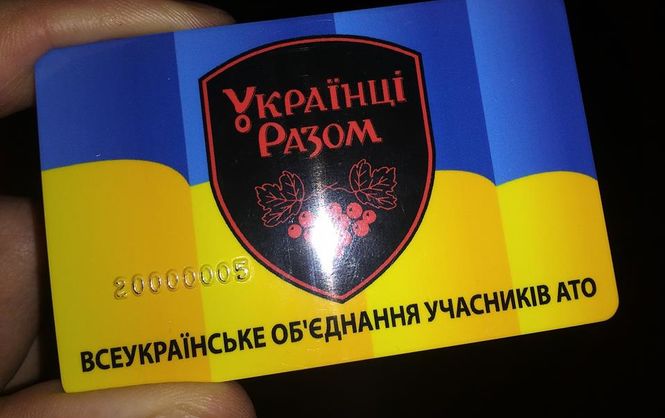 Українці
Разом
20000005
ВСЕУКРАЇНСЬКЕ ОБ'ЄДНАННЯ УЧАСНИКІВ АТО